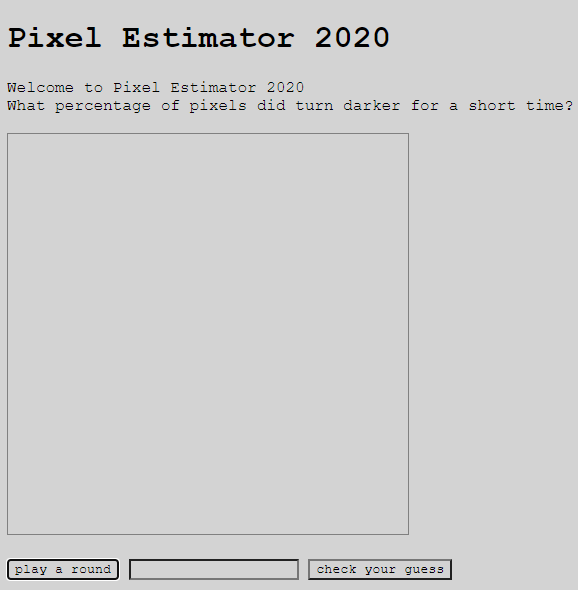 Pixel Estimator 2020
Welcome to Pixel Estimator 2020
What percentage of pixels did turn darker for a short time?
play a round
check your guess